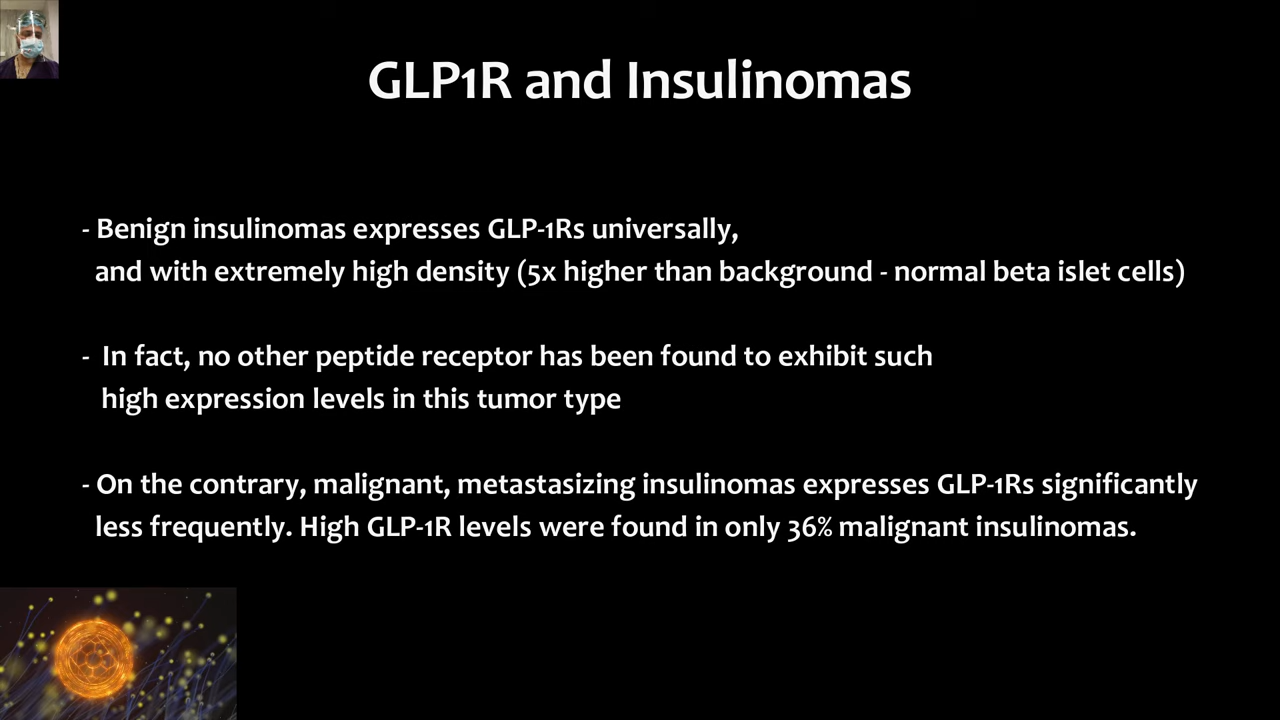 GLP1R and Insulinomas
- Benign insulinomas expresses GLP-1Rs universally,
and with extremely high density (5x higher than background - normal beta islet cells)
- In fact, no other peptide receptor has been found to exhibit such
high expression levels in this tumor type
- On the contrary, malignant, metastasizing insulinomas expresses GLP-1Rs significantly
less frequently. High GLP-1R levels were found in only 36% malignant insulinomas.